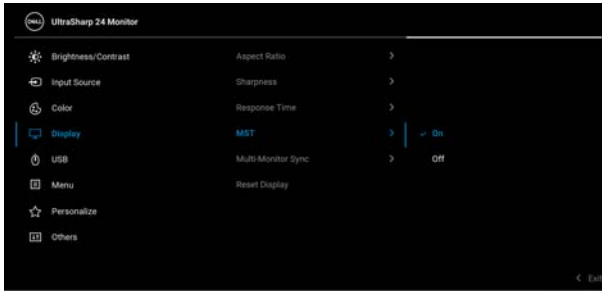 DELL UltraSharp 24 Monitor
Brightness/Contrast Aspect Ratio
Input Source Sharpness
Color Response Time
Display MST On
USB Multi-Monitor Sync Off
Menu Reset Display
Personalize
Others
Exit